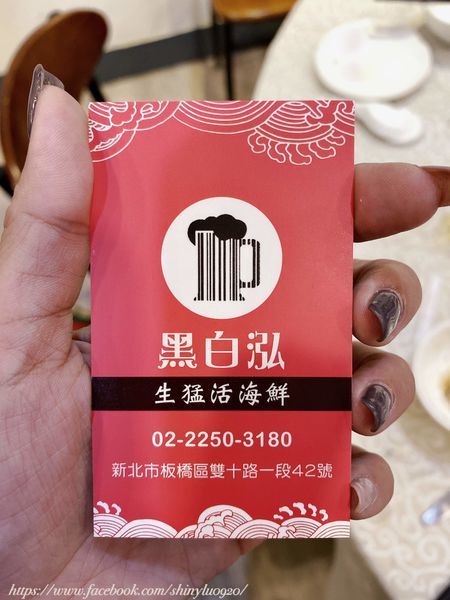 黑白泓
生猛活海鮮
02-2250-3180
新北市板橋區雙十路一段42號
https://www.facebook.com/shinyluo920/